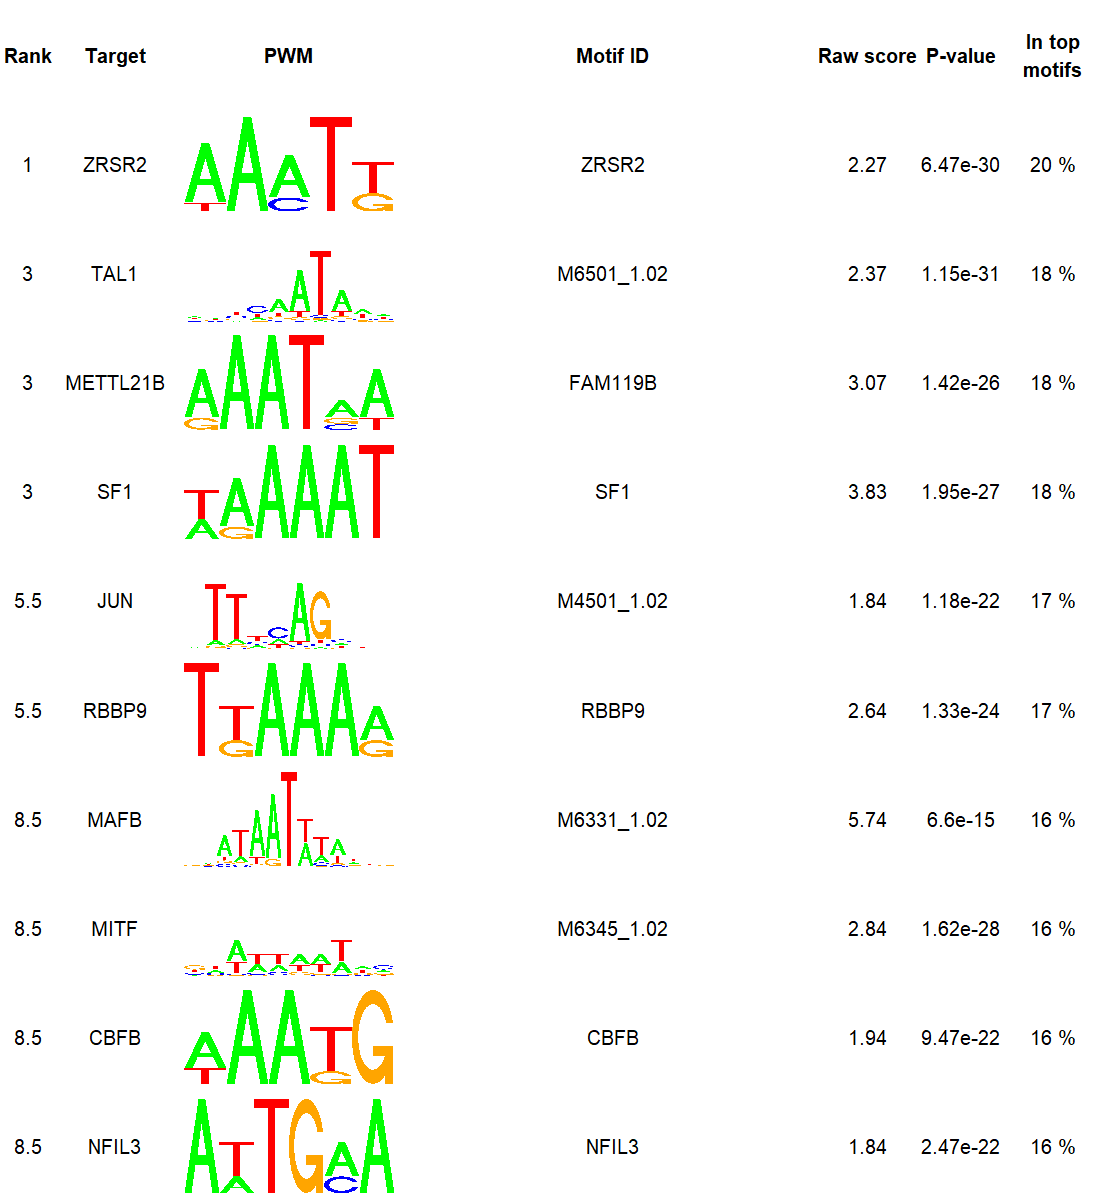 Rank Target PWM Motif ID Raw score P-value In top motifs
1 ZRSR2 ZRSR2 2.27 6.47e-30 20 %
3 TAL1 M6501_1.02 2.37 1.15e-31 18 %
3 METTL21B FAM119B 3.07 1.42e-26 18 %
3 SF1 SF1 3.83 1.95e-27 18 %
5.5 JUN M4501_1.02 1.84 1.18e-22 17 %
5.5 RBBP9 RBBP9 2.64 1.33e-24 17 %
8.5 MAFB M6331_1.02 5.74 6.6e-15 16 %
8.5 MITF M6345_1.02 2.84 1.62e-28 16 %
8.5 CBFB CBFB 1.94 9.47e-22 16 %
8.5 NFIL3 NFIL3 1.84 2.47e-22 16 %